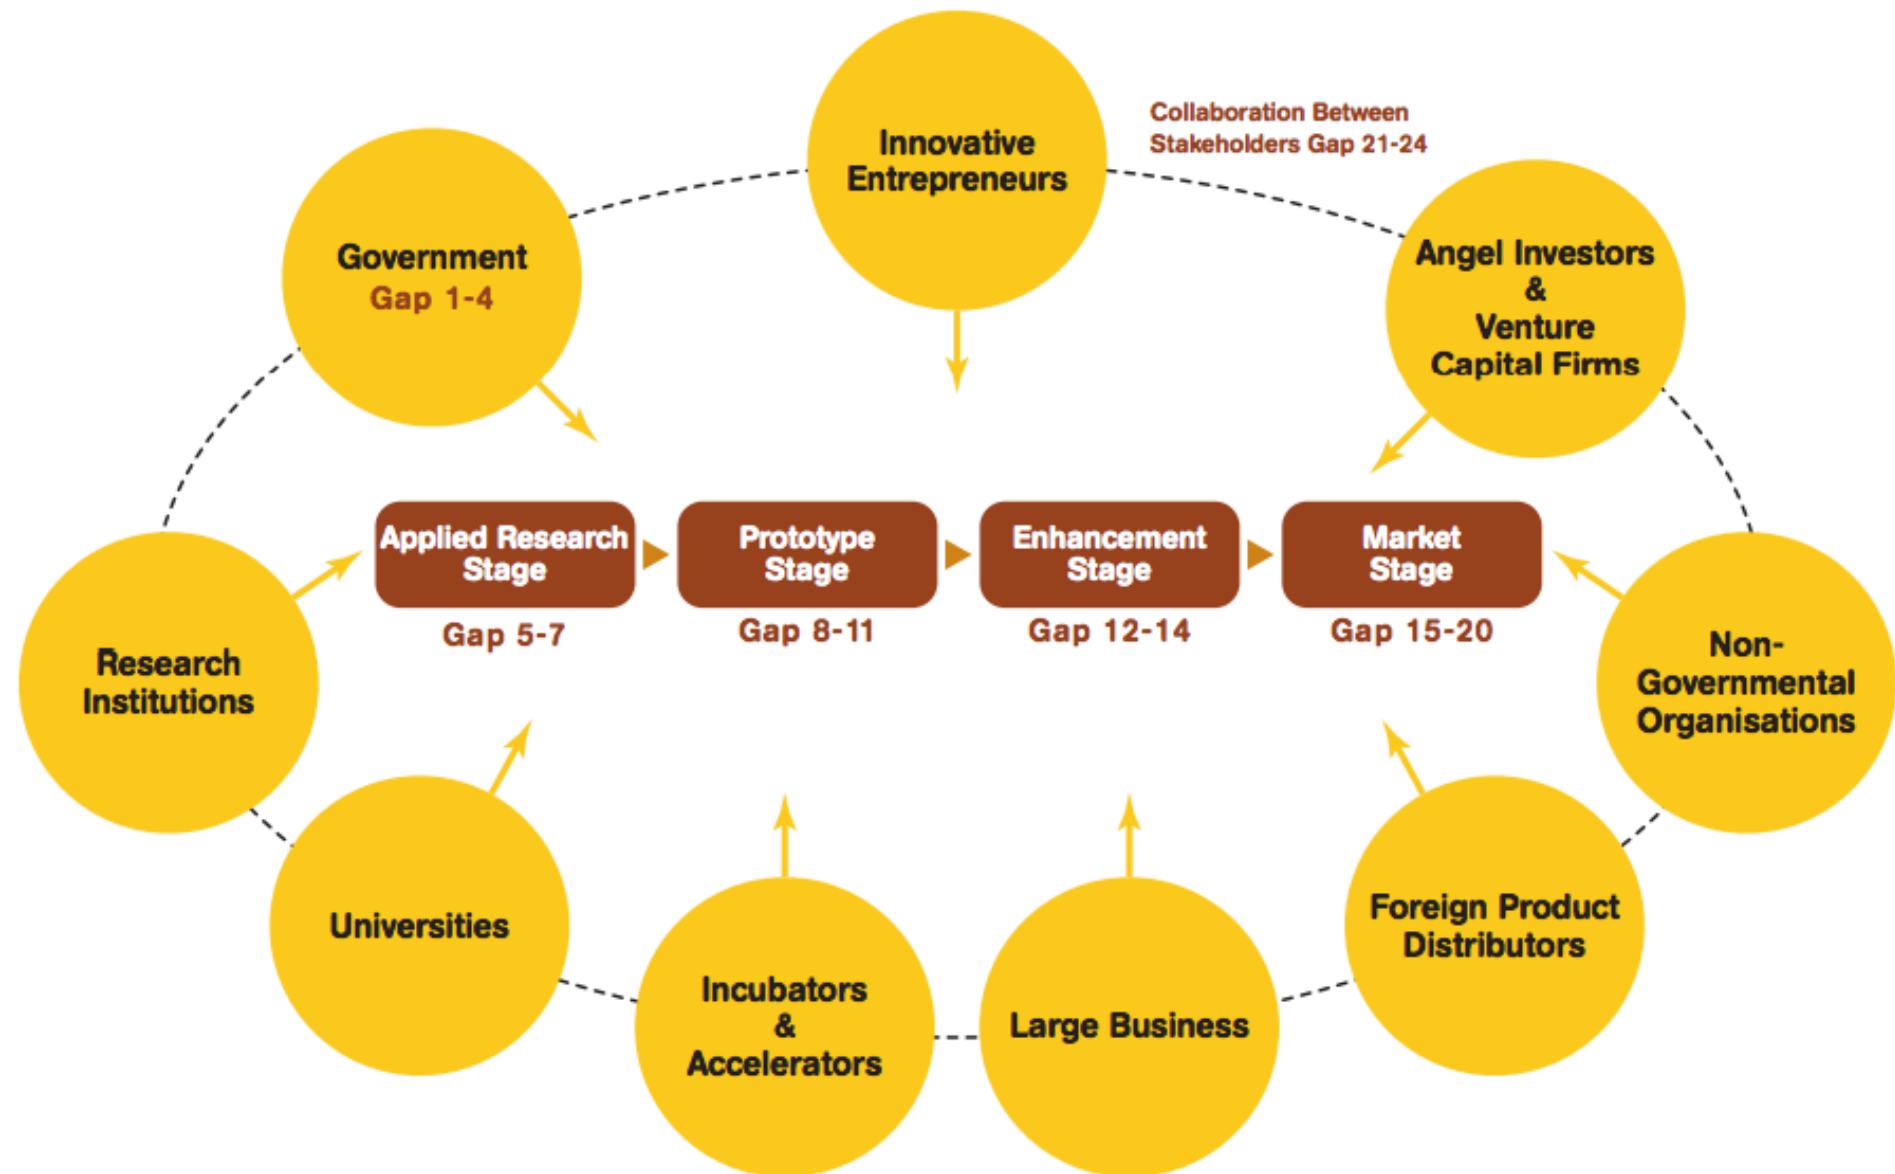 Innovative
Entrepreneurs
Collaboration Between
Stakeholders Gap 21-24
Government
Gap 1-4
Angel Investors
&
Venture
Capital Firms
Applied Research
Stage
Gap 5-7
Prototype
Stage
Gap 8-11
Enhancement
Stage
Gap 12-14
Market
Stage
Gap 15-20
Research
Institutions
Non-
Governmental
Organisations
Universities
Incubators
&
Accelerators
Large Business
Foreign Product
Distributors